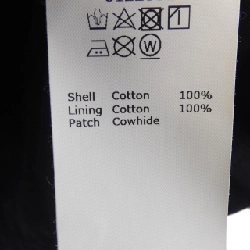 Shell Cotton 100%
Lining Cotton 100%
Patch Cowhide